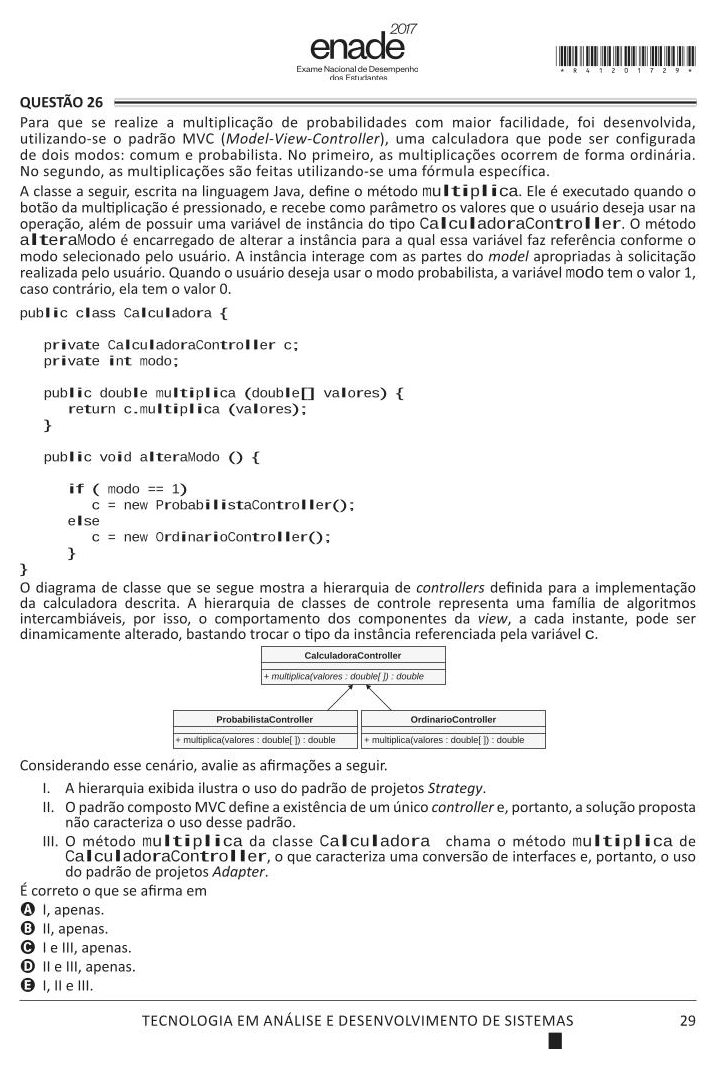 2017
enade
Exame Nacional de Desempenho
dos Estudantes
* R 4 1 2 0 1 7 2 9 *
QUESTÃO 26
Para que se realize a multiplicação de probabilidades com maior facilidade, foi desenvolvida,
utilizando-se o padrão MVC (Model-View-Controller), uma calculadora que pode ser configurada
de dois modos: comum e probabilista. No primeiro, as multiplicações ocorrem de forma ordinária.
No segundo, as multiplicações são feitas utilizando-se uma fórmula específica.
A classe a seguir, escrita na linguagem Java, define o método multiplica. Ele é executado quando o
botão da multiplicação é pressionado, e recebe como parâmetro os valores que o usuário deseja usar na
operação, além de possuir uma variável de instância do tipo CalculadoraController. O método
alteraModo é encarregado de alterar a instância para a qual essa variável faz referência conforme o
modo selecionado pelo usuário. A instância interage com as partes do model apropriadas à solicitação
realizada pelo usuário. Quando o usuário deseja usar o modo probabilista, a variável modo tem o valor 1,
caso contrário, ela tem o valor 0.
public class Calculadora {
private CalculadoraController c;
private int modo;
public double multiplica (double[] valores) {
return c.multiplica (valores);
}
public void alteraModo () {
if ( modo == 1)
c = new ProbabilistaController();
else
c = new OrdinarioController();
}
}
O diagrama de classe que se segue mostra a hierarquia de controllers definida para a implementação
da calculadora descrita. A hierarquia de classes de controle representa uma família de algoritmos
intercambiáveis, por isso, o comportamento dos componentes da view, a cada instante, pode ser
dinamicamente alterado, bastando trocar o tipo da instância referenciada pela variável c.
CalculadoraController
+ multiplica(valores : double[ ]) : double
ProbabilistaController
+ multiplica(valores : double[ ]) : double
OrdinarioController
+ multiplica(valores : double[ ]) : double
Considerando esse cenário, avalie as afirmações a seguir.
I. A hierarquia exibida ilustra o uso do padrão de projetos Strategy.
II. O padrão composto MVC define a existência de um único controller e, portanto, a solução proposta
não caracteriza o uso desse padrão.
III. O método multiplica da classe Calculadora chama o método multiplica de
CalculadoraController, o que caracteriza uma conversão de interfaces e, portanto, o uso
do padrão de projetos Adapter.
É correto o que se afirma em
A I, apenas.
B II, apenas.
C I e III, apenas.
D II e III, apenas.
E I, II e III.
TECNOLOGIA EM ANÁLISE E DESENVOLVIMENTO DE SISTEMAS 29